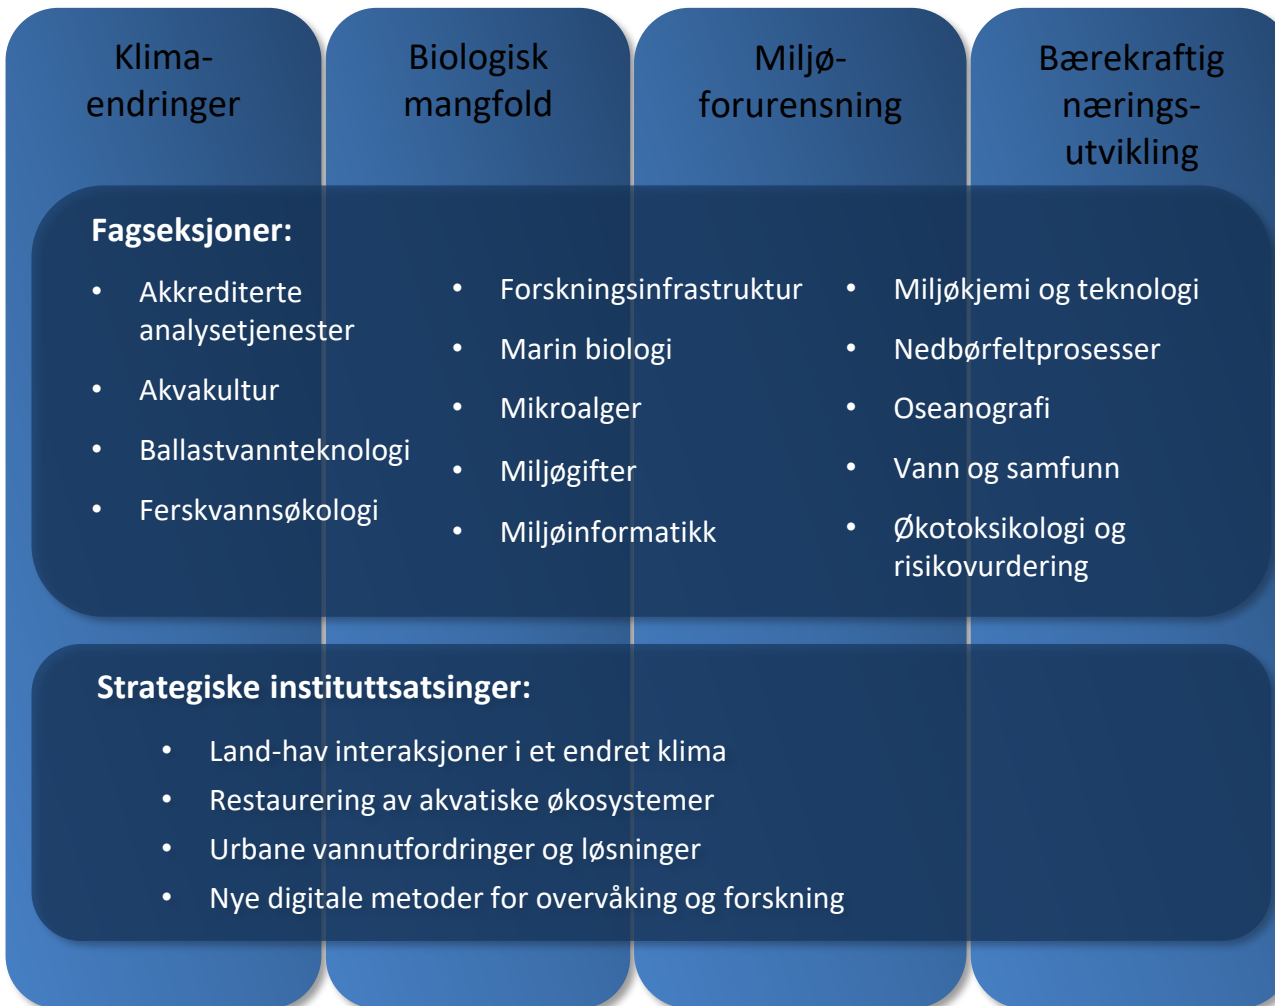 Klima-
endringer
Biologisk
mangfold
Miljø-
forurensning
Bærekraftig
nærings-
utvikling
Fagseksjoner:
• Akkrediterte
analysetjenester
• Akvakultur
• Ballastvannteknologi
• Ferskvannsøkologi
• Forskningsinfrastruktur
• Marin biologi
• Mikroalger
• Miljøgifter
• Miljøinformatikk
• Miljøkjemi og teknologi
• Nedbørfeltprosesser
• Oseanografi
• Vann og samfunn
• Økotoksikologi og
risikovurdering
Strategiske instituttsatsinger:
• Land-hav interaksjoner i et endret klima
• Restaurering av akvatiske økosystemer
• Urbane vannutfordringer og løsninger
• Nye digitale metoder for overvåking og forskning